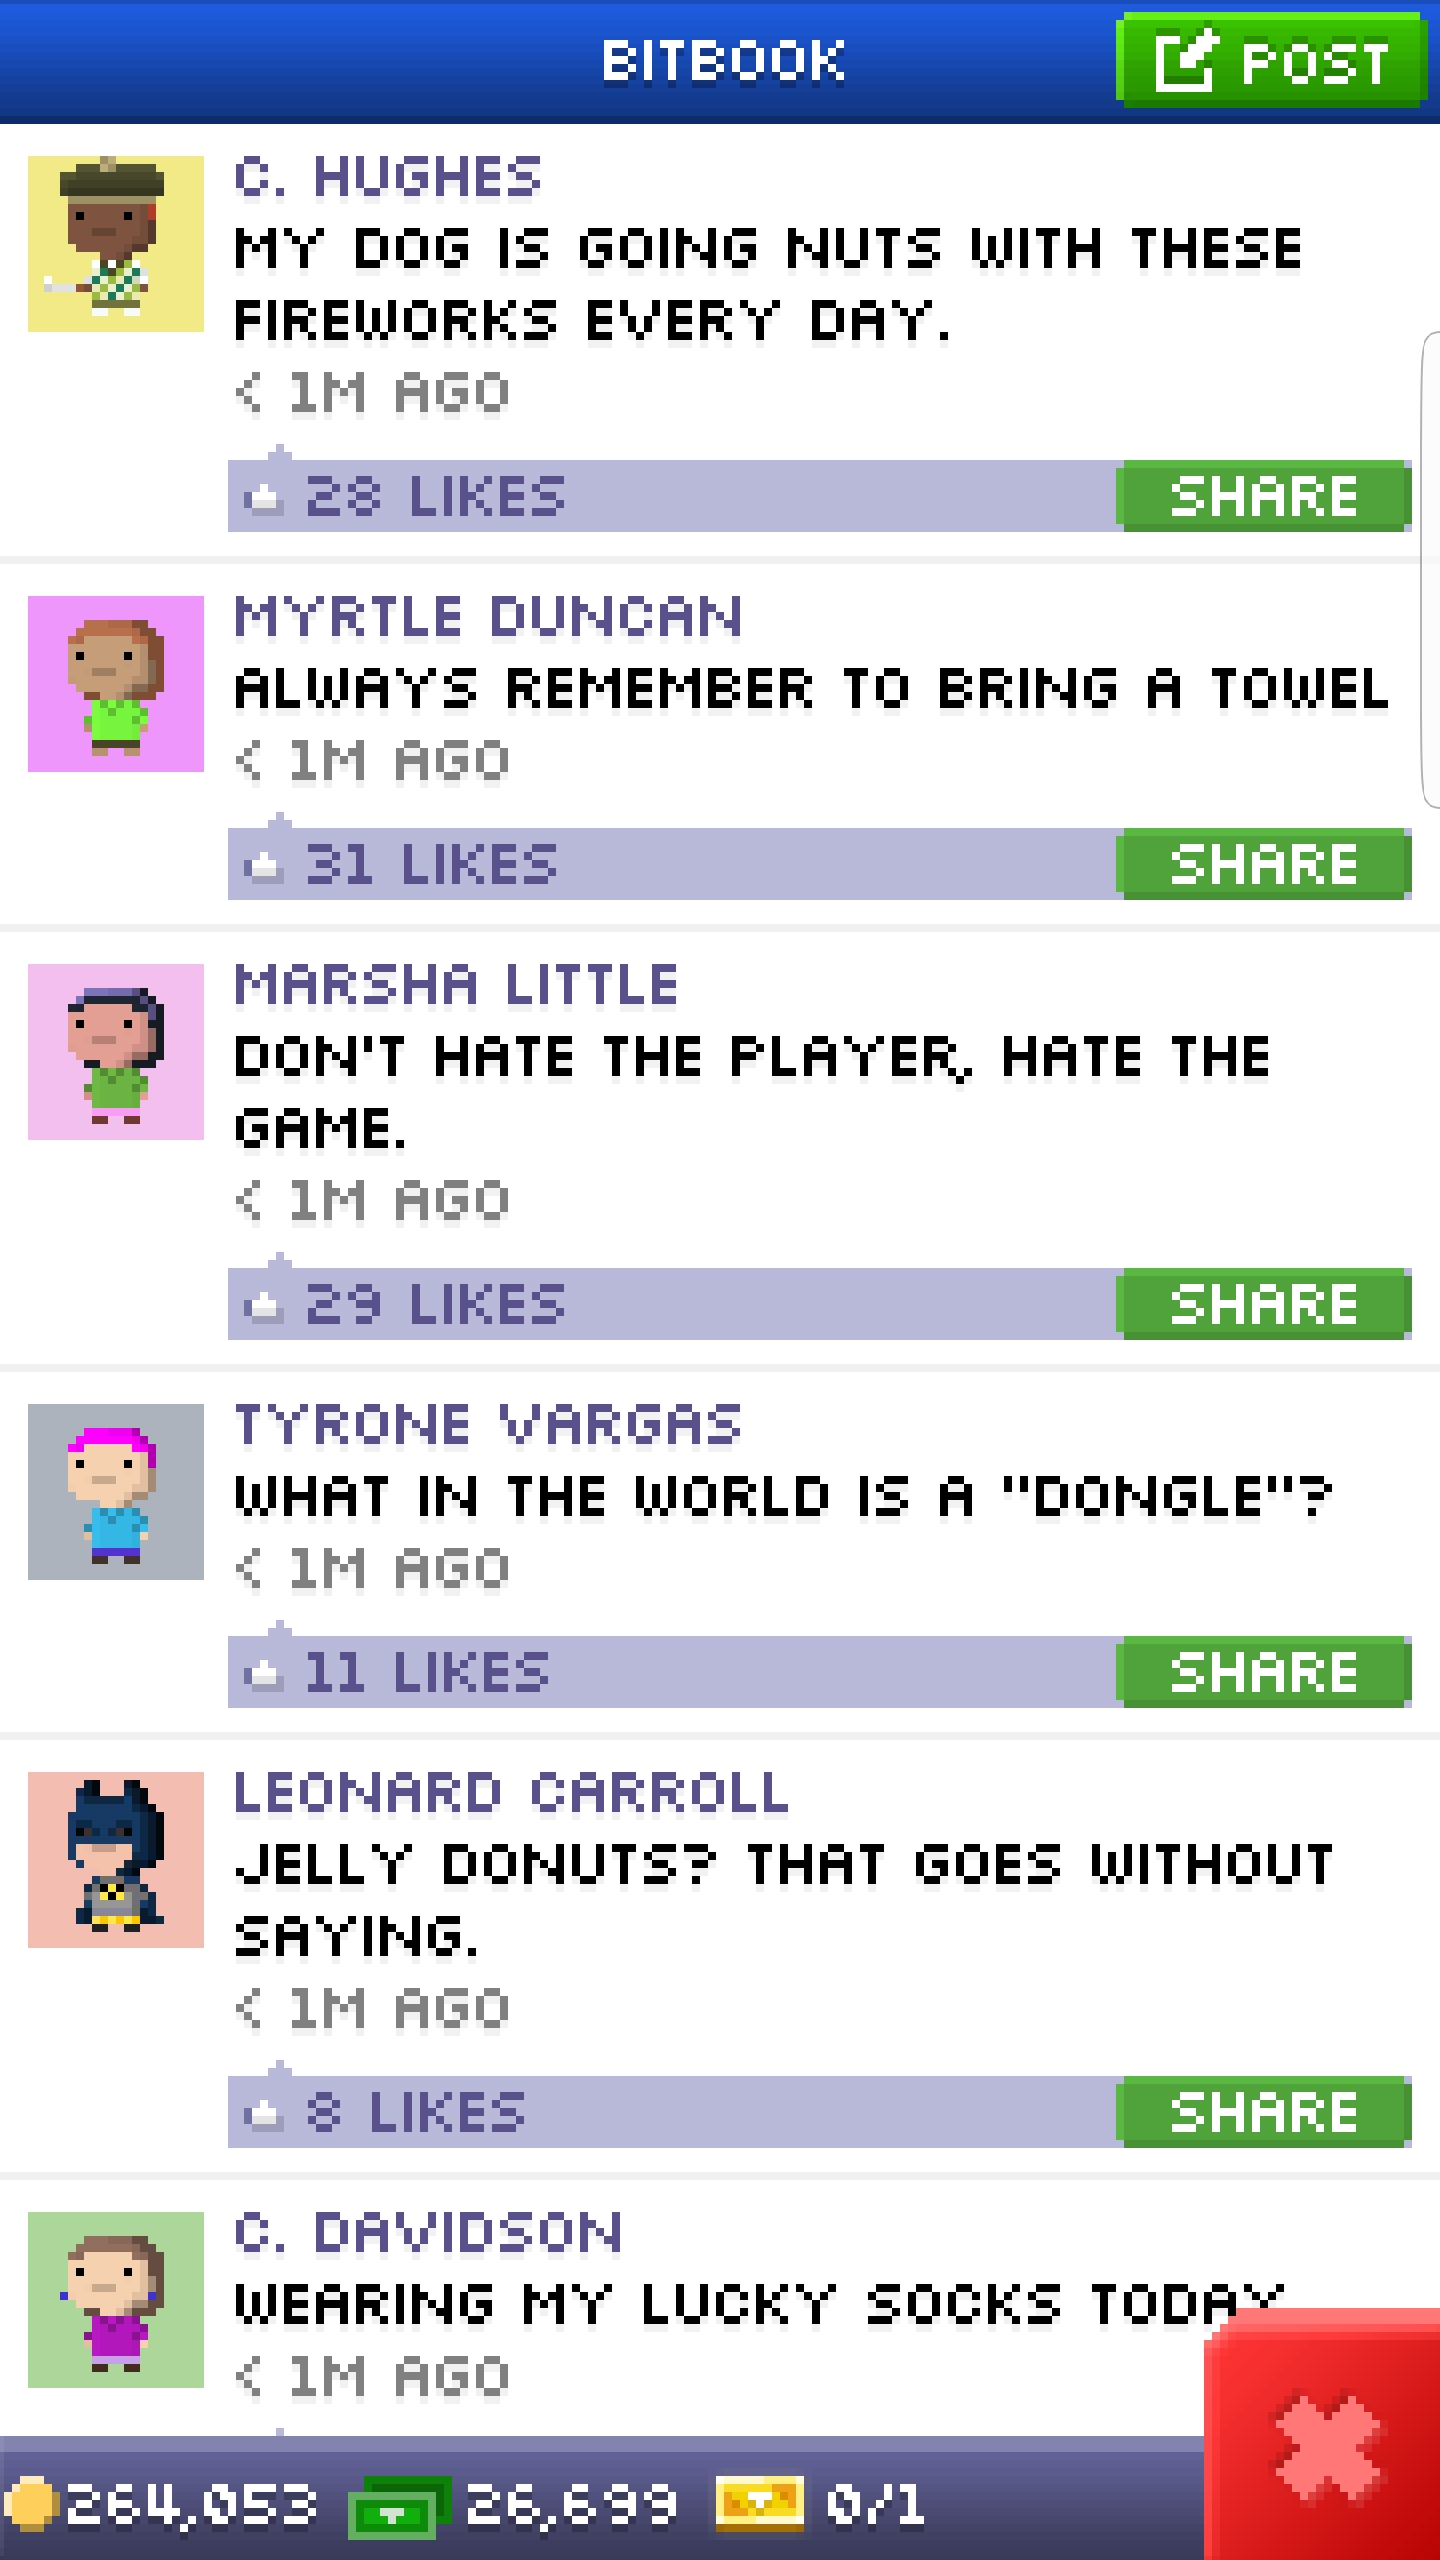 BITBOOK
POST
C. HUGHES
MY DOG IS GOING NUTS WITH THESE
FIREWORKS EVERY DAY.
< 1M AGO
28 LIKES
SHARE
MYRTLE DUNCAN
ALWAYS REMEMBER TO BRING A TOWEL
< 1M AGO
31 LIKES
SHARE
MARSHA LITTLE
DON'T HATE THE PLAYER, HATE THE
GAME.
< 1M AGO
29 LIKES
SHARE
TYRONE VARGAS
WHAT IN THE WORLD IS A "DONGLE"?
< 1M AGO
11 LIKES
SHARE
LEONARD CARROLL
JELLY DONUTS? THAT GOES WITHOUT
SAYING.
< 1M AGO
8 LIKES
SHARE
C. DAVIDSON
WEARING MY LUCKY SOCKS TODAY
< 1M AGO
264,053
26,699
0/1